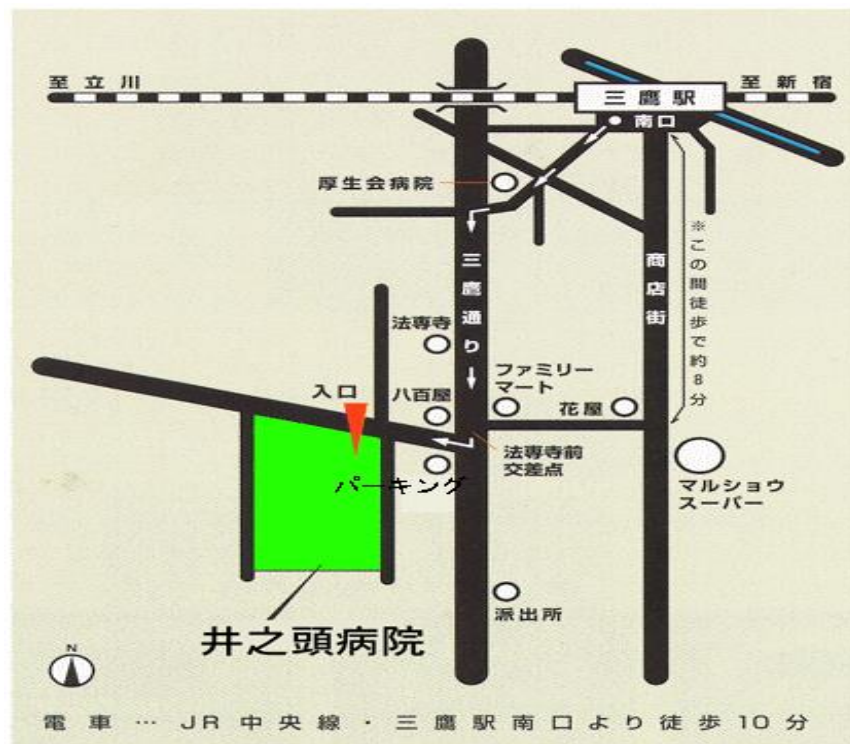 至立川
至新宿
三鷹駅
南口
厚生会病院
三鷹通り
商店街
※この間徒歩で約8分
法専寺
ファミリー
マート
入口
八百屋
花屋
法専寺前
交差点
パーキング
マルショウ
スーパー
派出所
井之頭病院
N
電車…JR中央線・三鷹駅南口より徒歩10分